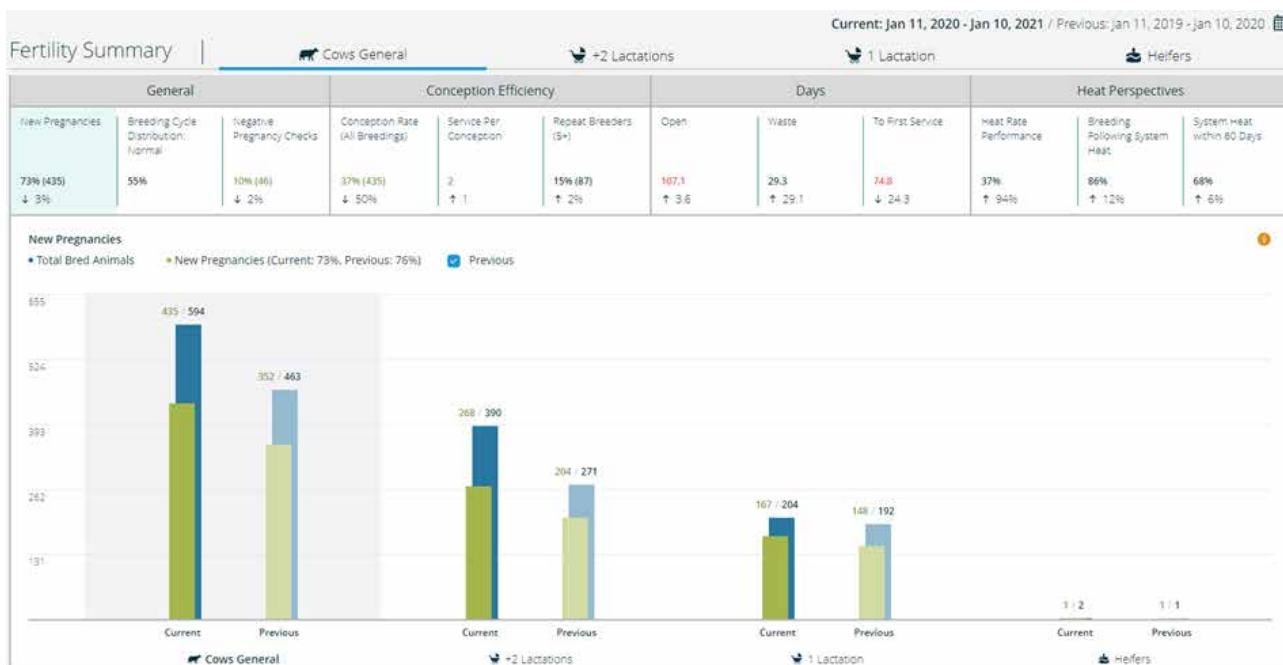 Current: Jan 11, 2020 - Jan 10, 2021 / Previous: Jan 11, 2019 - Jan 10, 2020
Fertility Summary
Cows General
+2 Lactations
1 Lactation
Heifers
General
Conception Efficiency
Days
Heat Perspectives
New Pregnancies
73% (435)
↓ 3%
Breeding Cycle
Distribution:
Normal
55%
Negative
Pregnancy Checks
10% (46)
↓ 2%
Conception Rate
(All Breedings)
37% (435)
↓ 50%
Service Per
Conception
2
↑ 1
Repeat Breeders
(5+)
15% (87)
↑ 2%
Open
107.1
↑ 3.6
Waste
29.3
↑ 29.1
To First Service
74.8
↓ 24.3
Heat Rate
Performance
37%
↑ 94%
Breeding
Following System
Heat
86%
↑ 12%
System Heat
within 60 Days
68%
↑ 6%
New Pregnancies
• Total Bred Animals
• New Pregnancies (Current: 73%, Previous: 76%)
Previous
655
524
393
262
131
435 / 594
352 / 463
268 / 390
204 / 271
167 / 204
148 / 192
1 / 2
1 / 1
Current
Previous
Current
Previous
Current
Previous
Current
Previous
Cows General
+2 Lactations
1 Lactation
Heifers